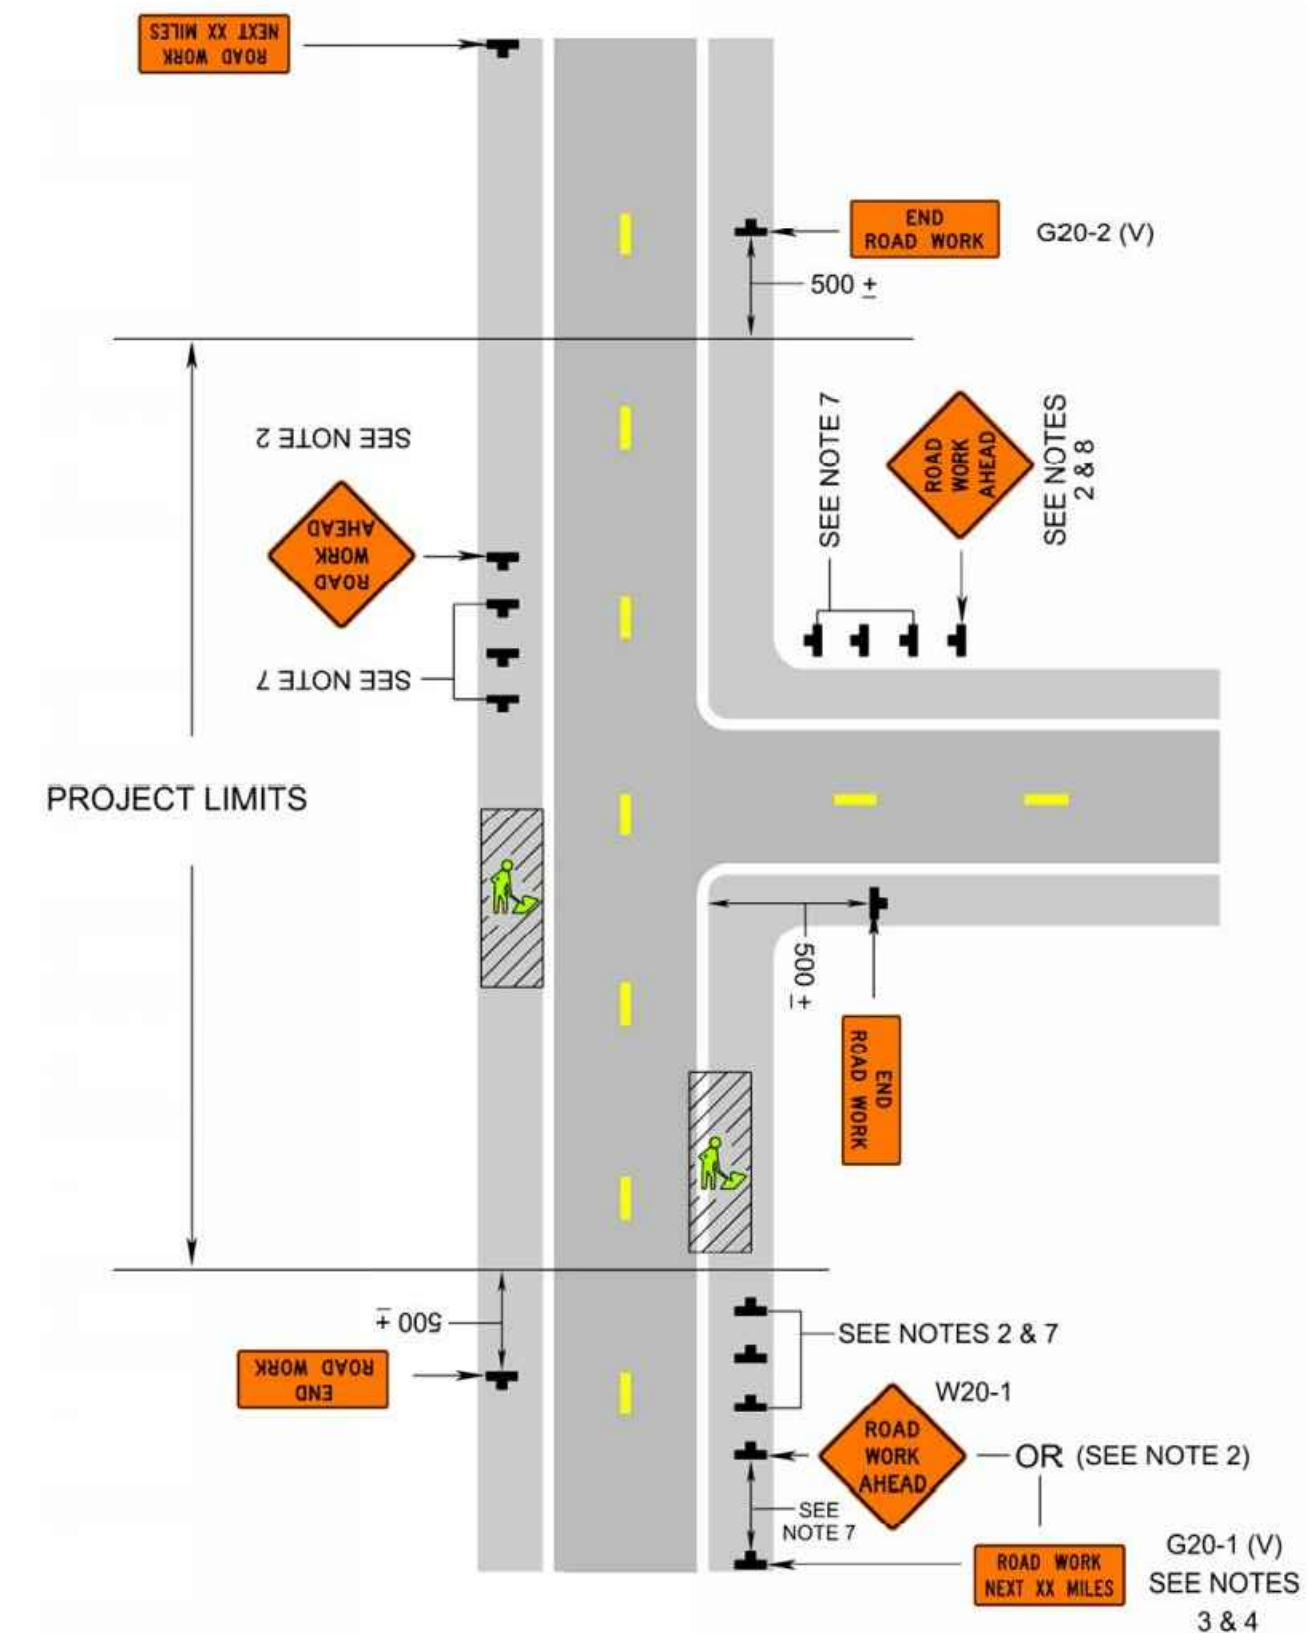 ROAD WORK
NEXT XX MILES
END
ROAD WORK
G20-2 (V)
500 ±
SEE NOTE 2
ROAD
WORK
AHEAD
SEE NOTE 7
SEE NOTE 7
ROAD
WORK
AHEAD
SEE NOTES
2 & 8
PROJECT LIMITS
500 ±
END
ROAD WORK
500 ±
END
ROAD WORK
SEE NOTES 2 & 7
W20-1
ROAD
WORK
AHEAD
OR (SEE NOTE 2)
SEE
NOTE 7
ROAD WORK
NEXT XX MILES
G20-1 (V)
SEE NOTES
3 & 4